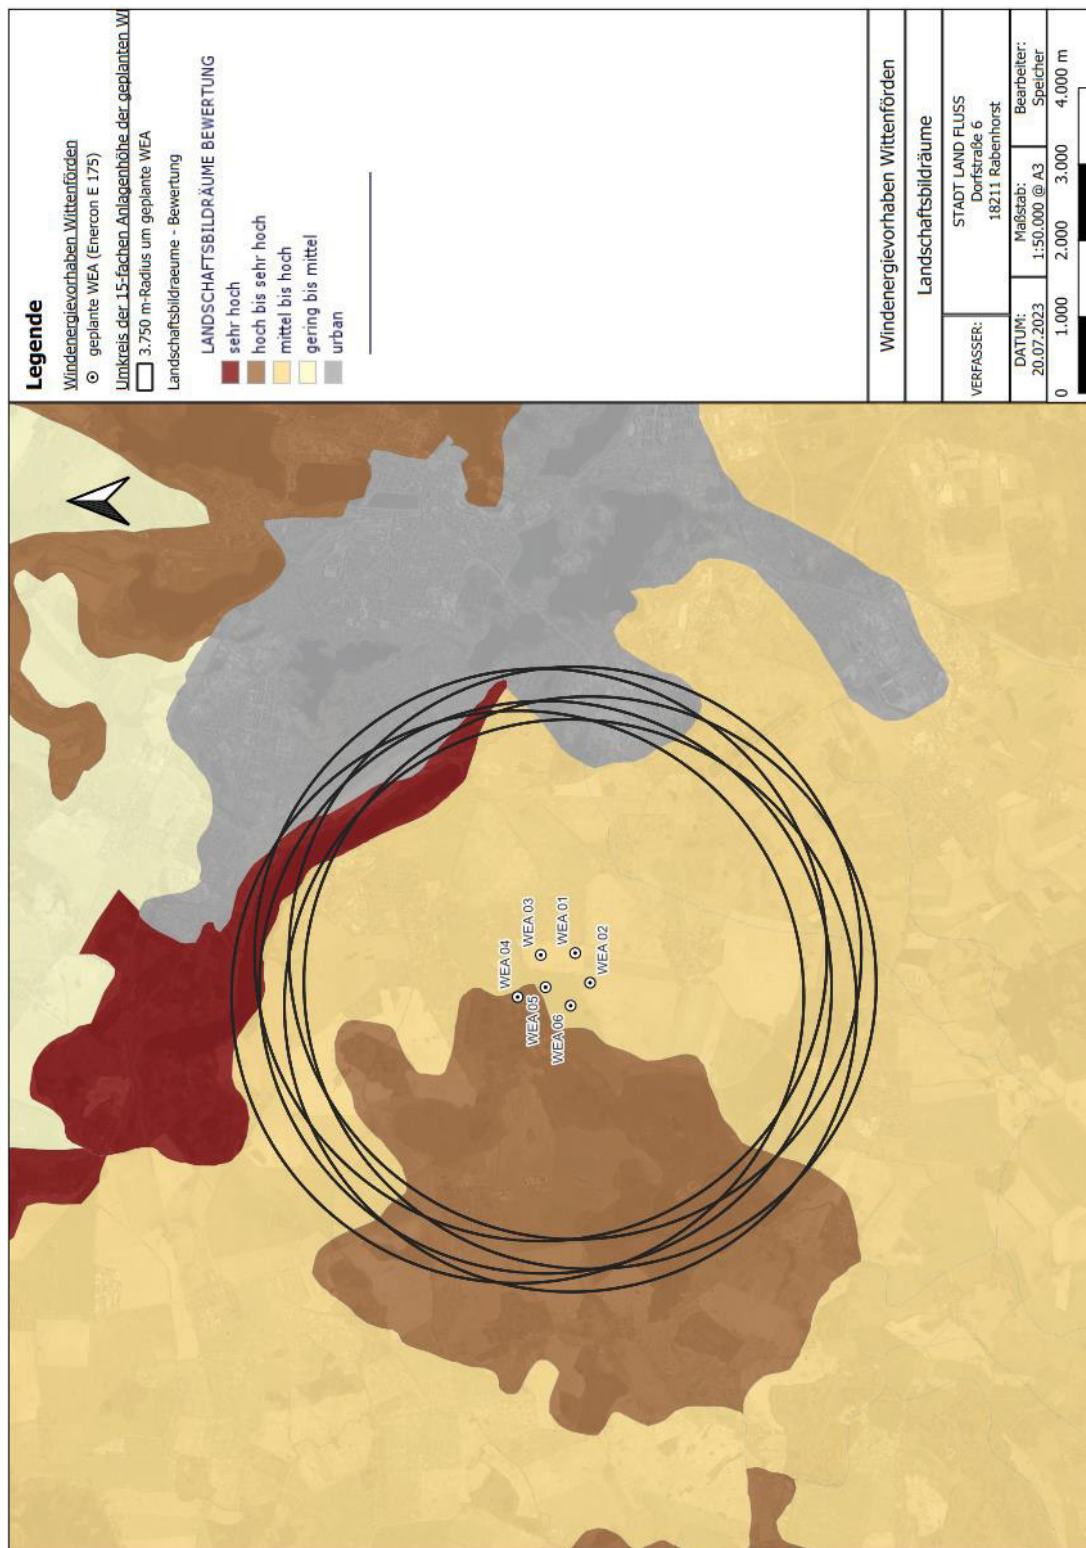 Legende
Windenergievorhaben Wittenförden
geplante WEA (Enercon E 175)
Umkreis der 15-fachen Anlagenhöhe der geplanten WI
3.750 m-Radius um geplante WEA
Landschaftsbildraeume - Bewertung
LANDSCHAFTSBILDRÄUME BEWERTUNG
sehr hoch
hoch bis sehr hoch
mittel bis hoch
gering bis mittel
urban
WEA 04
WEA 03
WEA 05
WEA 01
WEA 06
WEA 02
Windenergievorhaben Wittenförden
Landschaftsbildräume
VERFASSER:
STADT LAND FLUSS
Dorfstraße 6
18211 Rabenhorst
DATUM:
20.07.2023
Maßstab:
1:50.000 @ A3
Bearbeiter:
Speicher
0 1.000 2.000 3.000 4.000 m